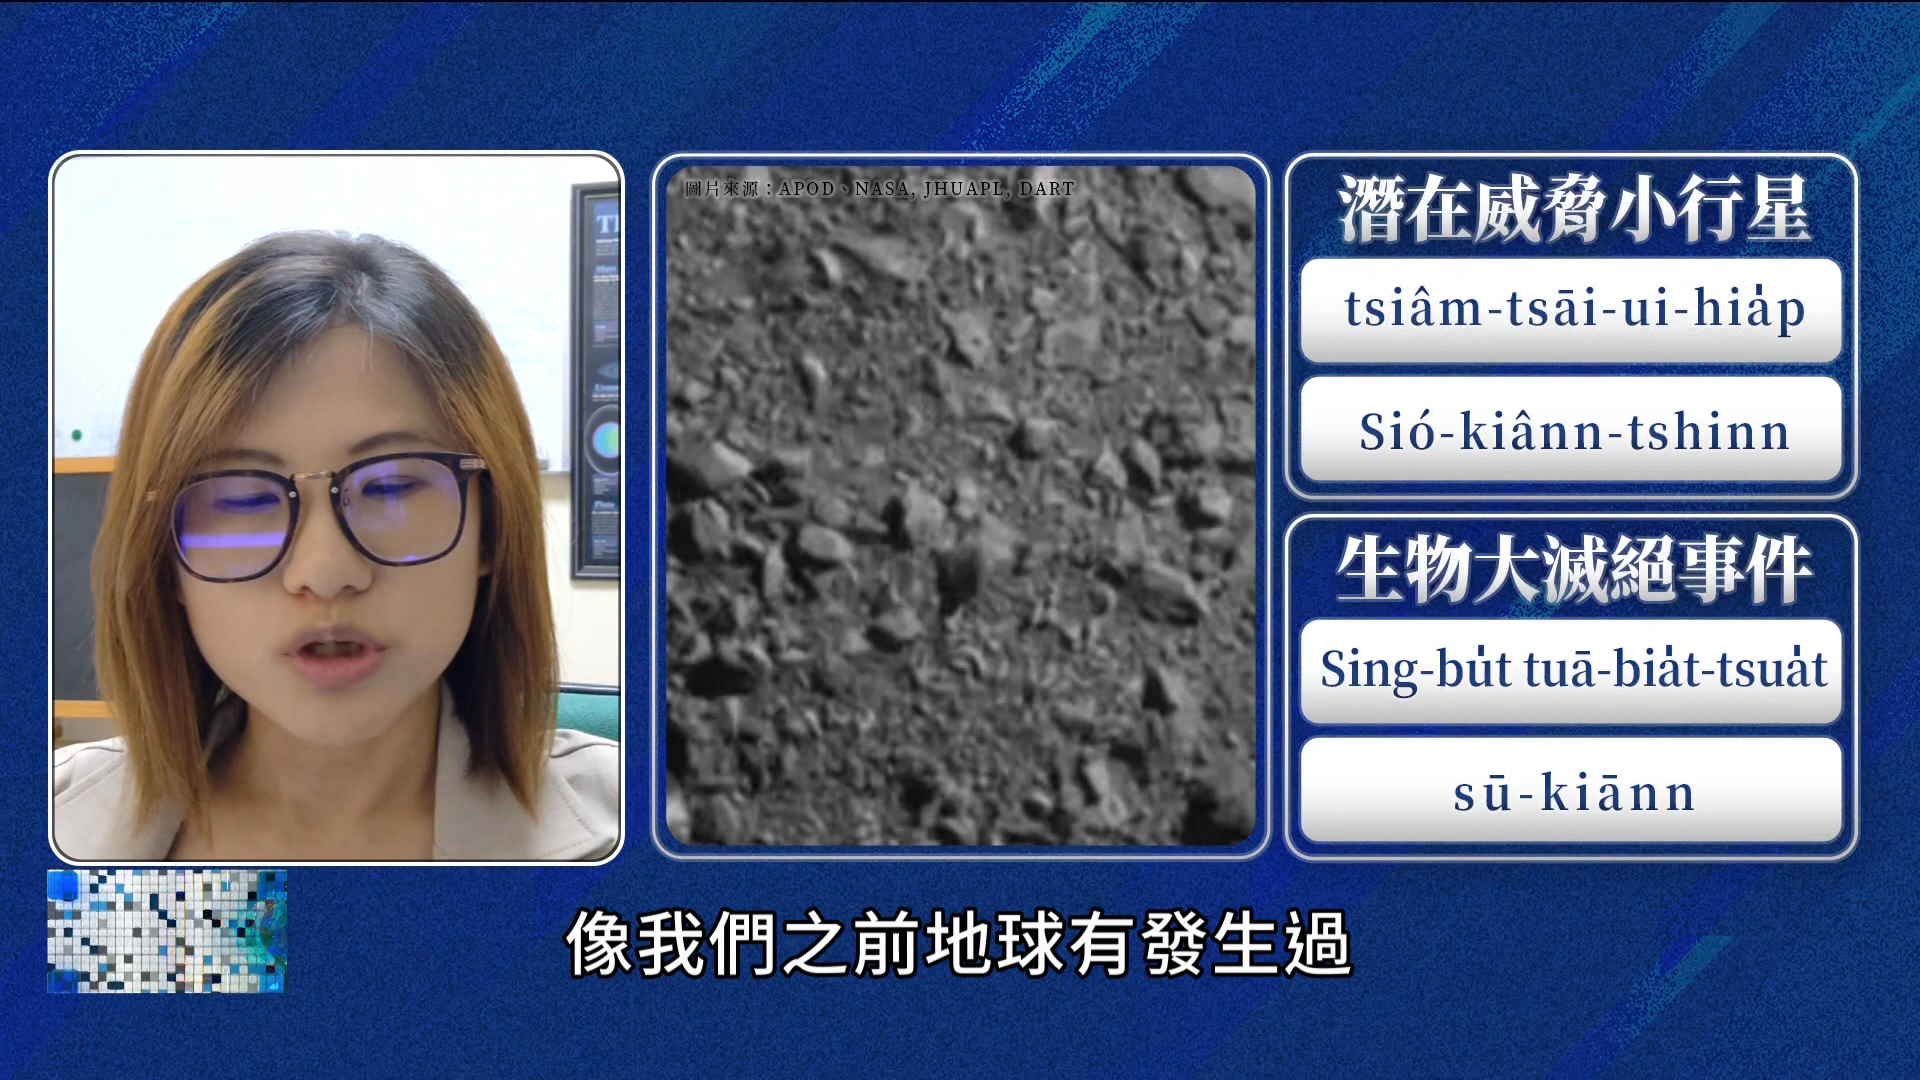 圖片來源：APOD、NASA, JHUAPL, DART
潛在威脅小行星
tsiâm-tsāi-ui-hia̍p
Sió-kiânn-tshinn
生物大滅絕事件
Sing-bu̍t tuā-bia̍t-tsua̍t
sū-kiānn
像我們之前地球有發生過